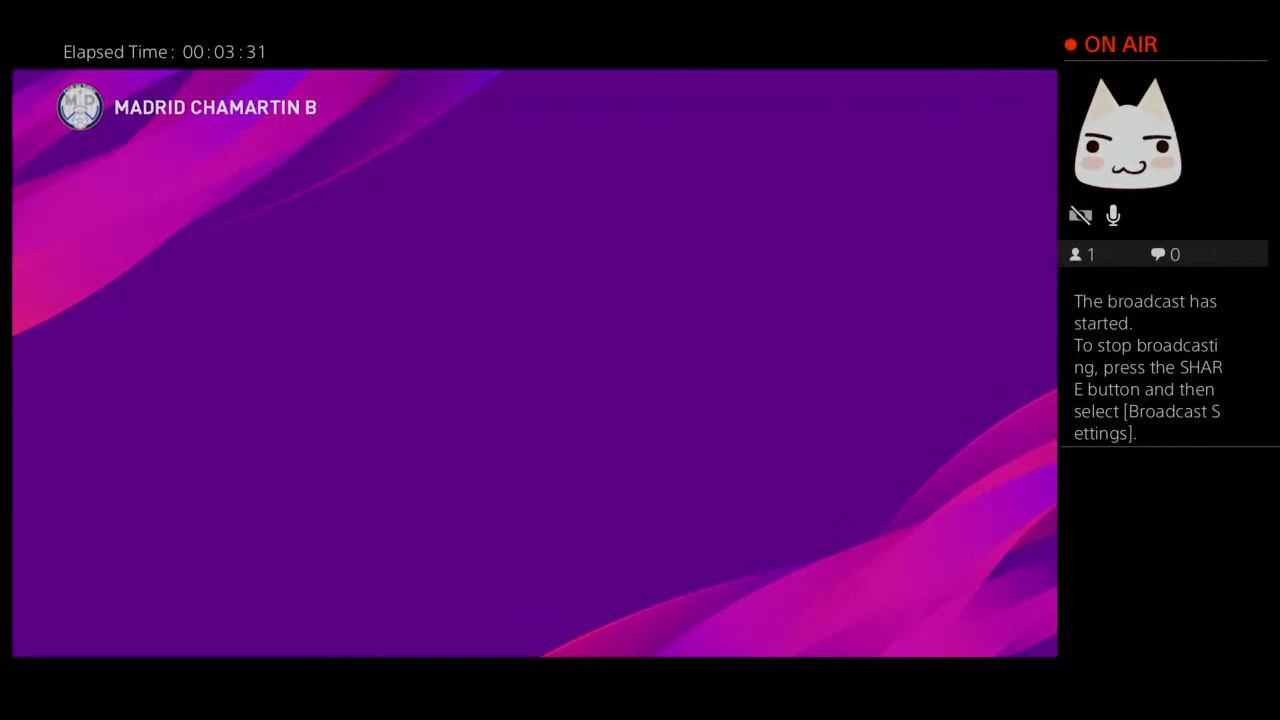 Elapsed Time: 00:03:31
ON AIR
MADRID CHAMARTIN B
1
0
The broadcast has
started.
To stop broadcasti
ng, press the SHAR
E button and then
select [Broadcast S
ettings].